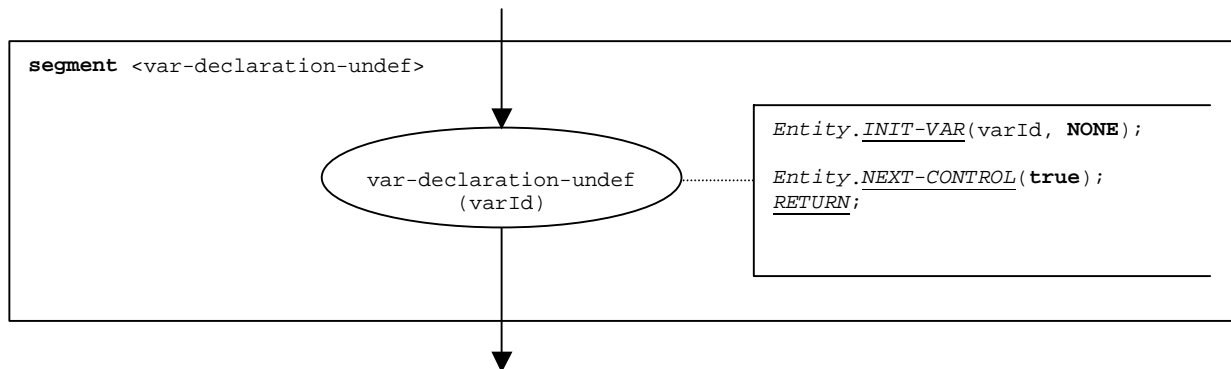 segment <var-declaration-undef>
var-declaration-undef
(varId)
Entity.INIT-VAR(varId, NONE);
Entity.NEXT-CONTROL(true);
RETURN;